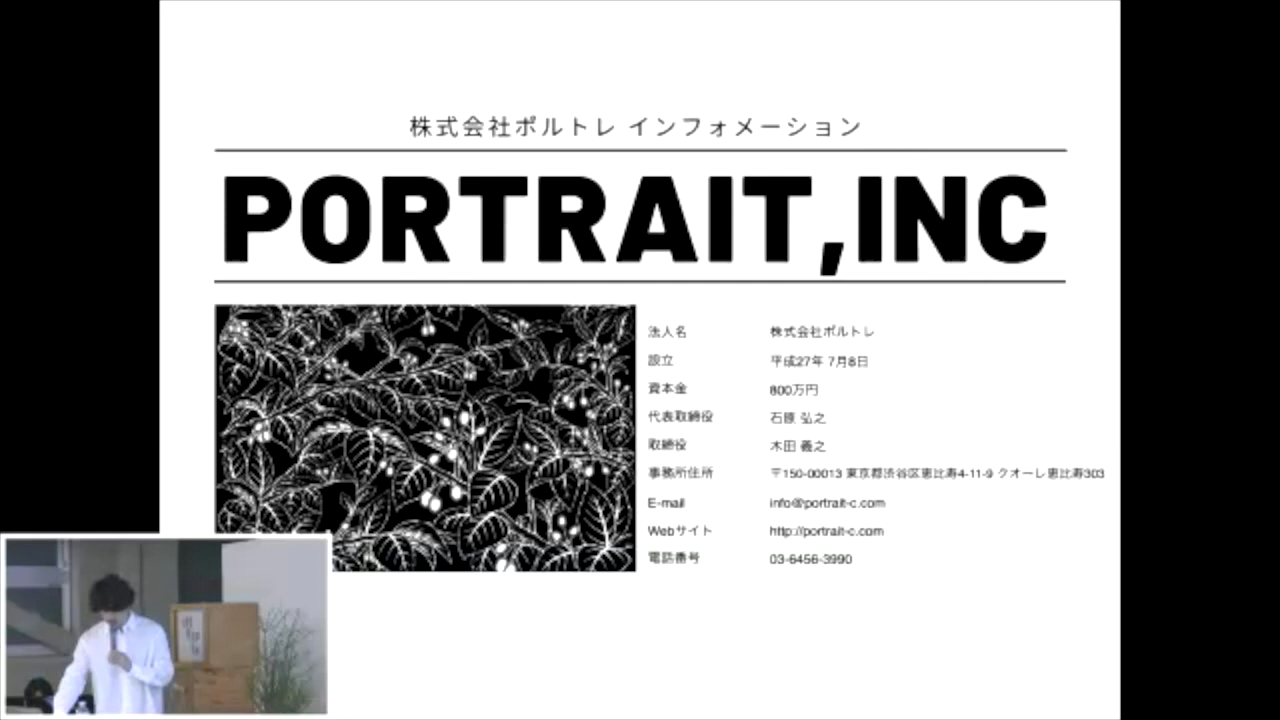 株式会社ポルトレ インフォメーション
PORTRAIT,INC
法人名 株式会社ポルトレ
設立 平成27年 7月8日
資本金 800万円
代表取締役 石原 弘之
取締役 木田 義之
事務所住所 〒150-00013 東京都渋谷区恵比寿4-11-9 クオーレ恵比寿303
E-mail info@portrait-c.com
Webサイト http://portrait-c.com
電話番号 03-6456-3990